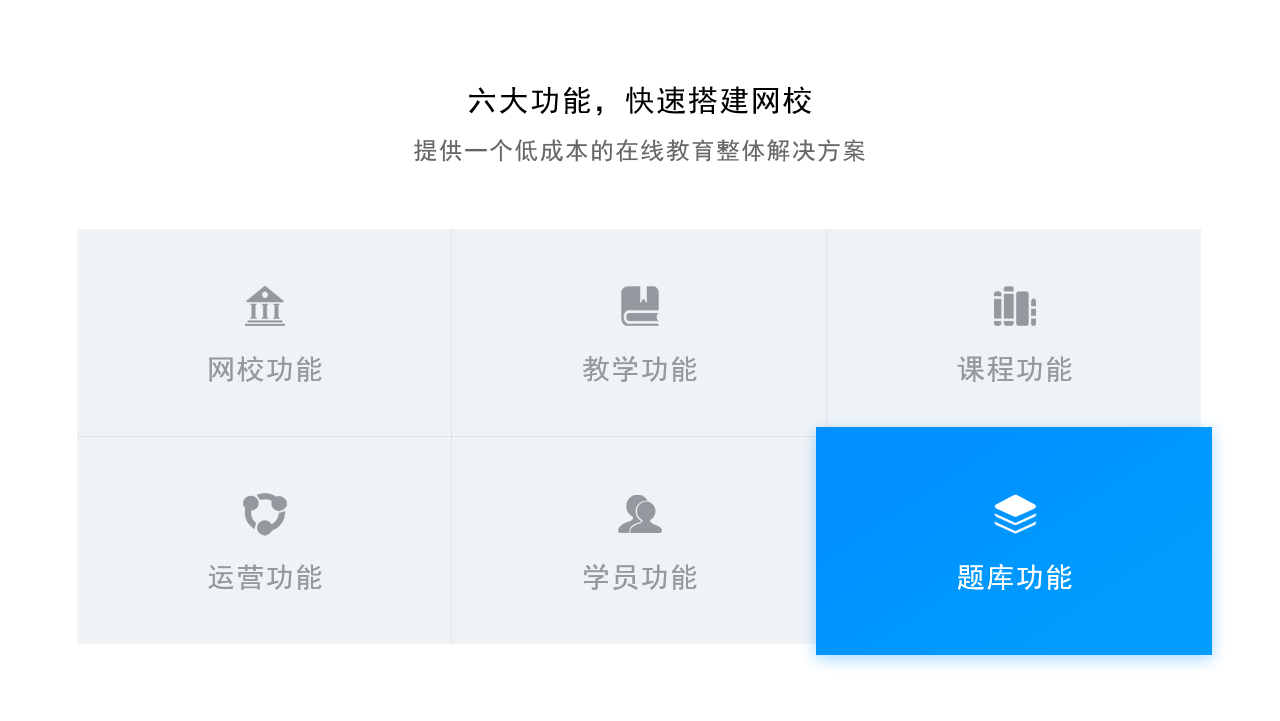 六大功能，快速搭建网校
提供一个低成本的在线教育整体解决方案
网校功能
教学功能
课程功能
运营功能
学员功能
题库功能